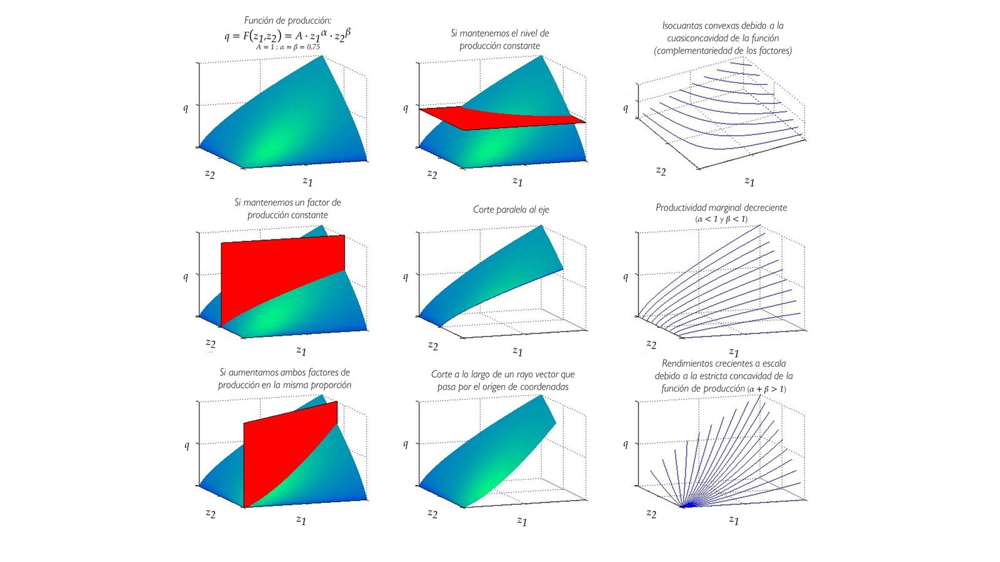 Función de producción:
q = F(z₁,z₂) = A · z₁^α · z₂^β
A = 1 ; α = β = 0,75
q
z₂
z₁
Si mantenemos el nivel de
producción constante
q
z₂
z₁
Isocuantas convexas debido a la
cuasiconcavidad de la función
(complementariedad de los factores)
q
z₂
z₁
Si mantenemos un factor de
producción constante
q
z₂
z₁
Corte paralelo al eje
q
z₂
z₁
Productividad marginal decreciente
(α < 1 y β < 1)
q
z₂
z₁
Si aumentamos ambos factores de
producción en la misma proporción
q
z₂
z₁
Corte a lo largo de un rayo vector que
pasa por el origen de coordenadas
q
z₂
z₁
Rendimientos crecientes a escala
debido a la estricta concavidad de la
función de producción (α + β > 1)
q
z₂
z₁